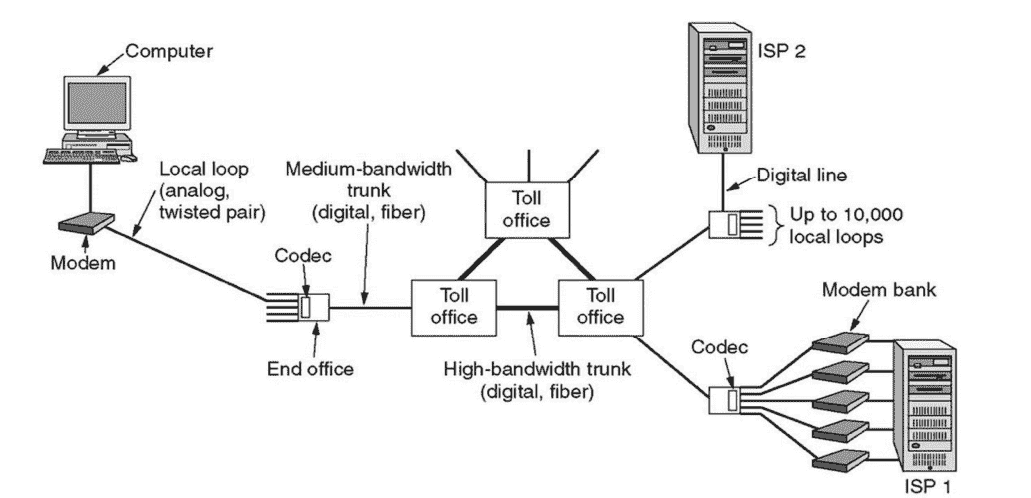 Computer
ISP 2
Local loop
(analog,
twisted pair)
Medium-bandwidth
trunk
(digital, fiber)
Toll
office
Digital line
Up to 10,000
local loops
Modem
Codec
Toll
office
Toll
office
Modem bank
End office
High-bandwidth trunk
(digital, fiber)
Codec
ISP 1